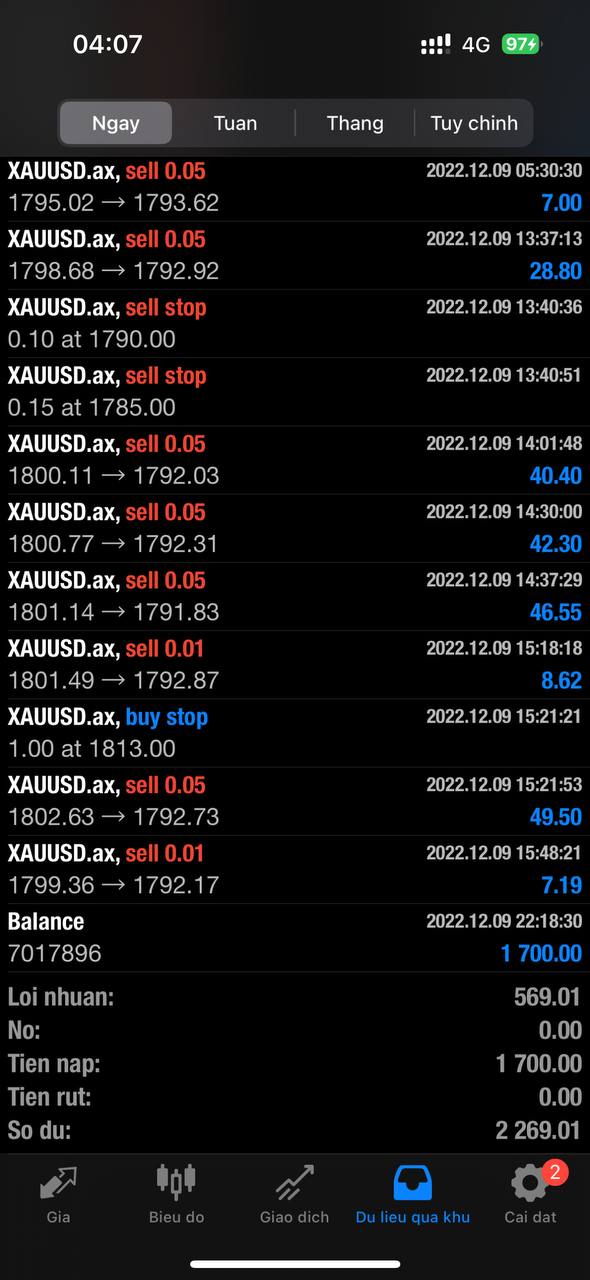 04:07
4G 97
Ngay Tuan Thang Tuy chinh
XAUUSD.ax, sell 0.05 2022.12.09 05:30:30
1795.02 → 1793.62 7.00
XAUUSD.ax, sell 0.05 2022.12.09 13:37:13
1798.68 → 1792.92 28.80
XAUUSD.ax, sell stop 2022.12.09 13:40:36
0.10 at 1790.00
XAUUSD.ax, sell stop 2022.12.09 13:40:51
0.15 at 1785.00
XAUUSD.ax, sell 0.05 2022.12.09 14:01:48
1800.11 → 1792.03 40.40
XAUUSD.ax, sell 0.05 2022.12.09 14:30:00
1800.77 → 1792.31 42.30
XAUUSD.ax, sell 0.05 2022.12.09 14:37:29
1801.14 → 1791.83 46.55
XAUUSD.ax, sell 0.01 2022.12.09 15:18:18
1801.49 → 1792.87 8.62
XAUUSD.ax, buy stop 2022.12.09 15:21:21
1.00 at 1813.00
XAUUSD.ax, sell 0.05 2022.12.09 15:21:53
1802.63 → 1792.73 49.50
XAUUSD.ax, sell 0.01 2022.12.09 15:48:21
1799.36 → 1792.17 7.19
Balance 2022.12.09 22:18:30
7017896 1 700.00
Loi nhuan: 569.01
No: 0.00
Tien nap: 1 700.00
Tien rut: 0.00
So du: 2 269.01
2
Gia Bieu do Giao dich Du lieu qua khu Cai dat